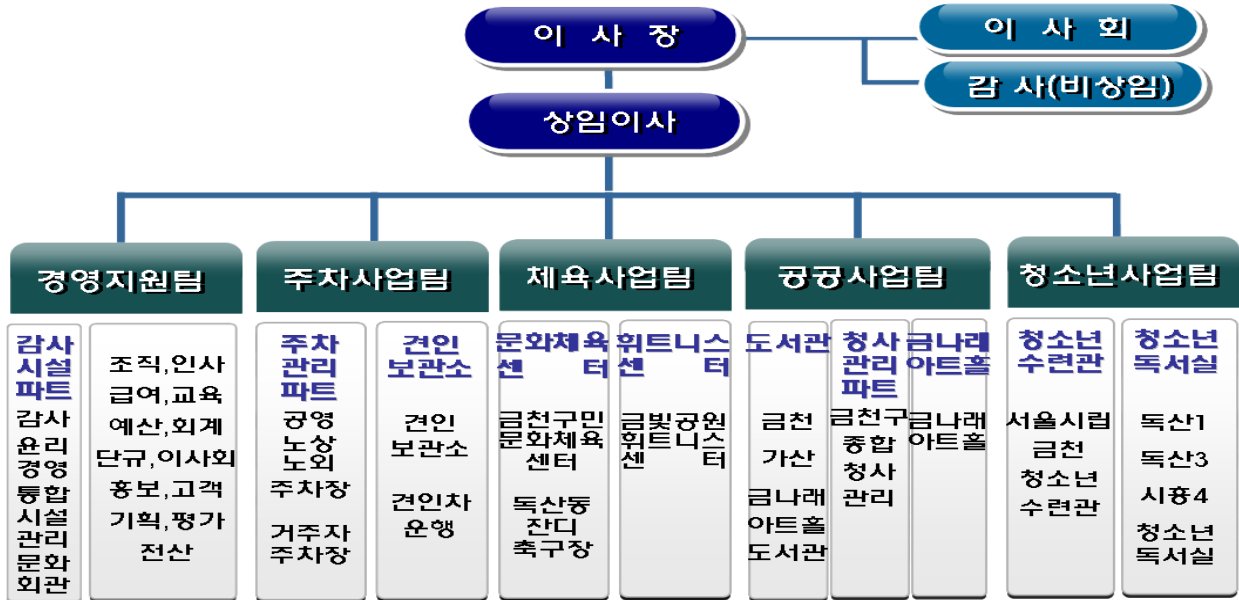 이 사 장
이 사 회
감 사(비상임)
상임이사
경영지원팀
주차사업팀
체육사업팀
공공사업팀
청소년사업팀
감사
시설
파트
감사
윤리
경영
통합
시설
관리
문화
회관
조직,인사
급여,교육
예산,회계
단규,이사회
홍보,고객
기획,평가
전산
주차
관리
파트
공영
노상
노외
주차장
거주자
주차장
견인
보관소
견인
보관소
견인차
운행
문화체육
센 터
금천구민
문화체육
센터
독산동
잔디
축구장
휘트니스
센 터
금빛공원
휘트니스
센 터
도서관
금천
가산
금나래
아트홀
도서관
청사
관리
파트
금천구
종합
청사
관리
금나래
아트홀
금나래
아트홀
청소년
수련관
서울시립
금천
청소년
수련관
청소년
독서실
독산1
독산3
시흥4
청소년
독서실